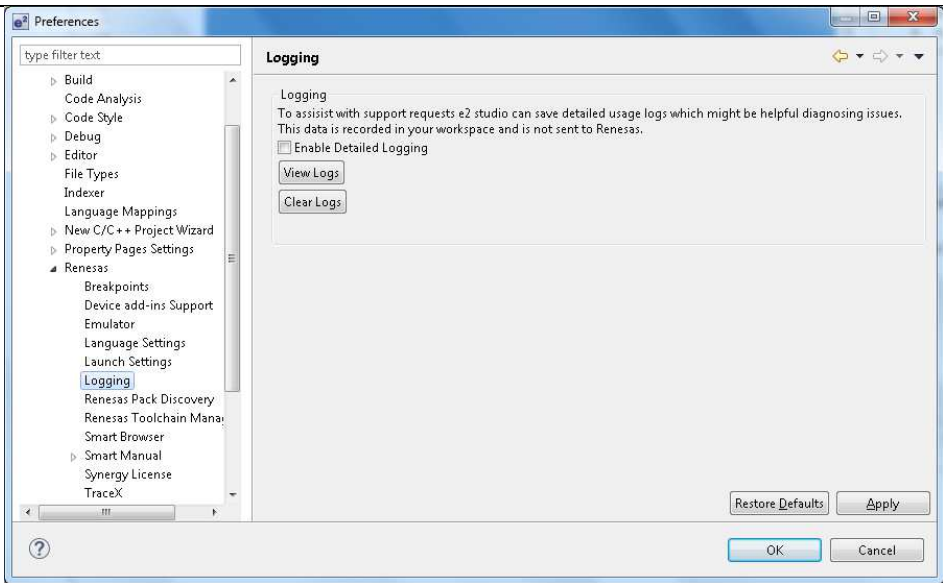 e² Preferences
type filter text
Build
Code Analysis
Code Style
Debug
Editor
File Types
Indexer
Language Mappings
New C/C++ Project Wizard
Property Pages Settings
Renesas
Breakpoints
Device add-ins Support
Emulator
Language Settings
Launch Settings
Logging
Renesas Pack Discovery
Renesas Toolchain Mana
Smart Browser
Smart Manual
Synergy License
TraceX
Logging
Logging
To assisist with support requests e2 studio can save detailed usage logs which might be helpful diagnosing issues.
This data is recorded in your workspace and is not sent to Renesas.
Enable Detailed Logging
View Logs
Clear Logs
Restore Defaults Apply
? OK Cancel